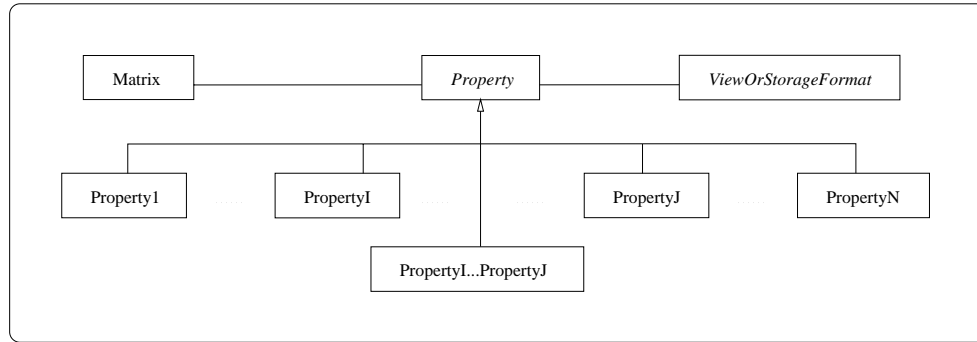 Matrix
Property
ViewOrStorageFormat
Property1
.....
PropertyI
.....
.....
PropertyJ
.....
PropertyN
PropertyI...PropertyJ